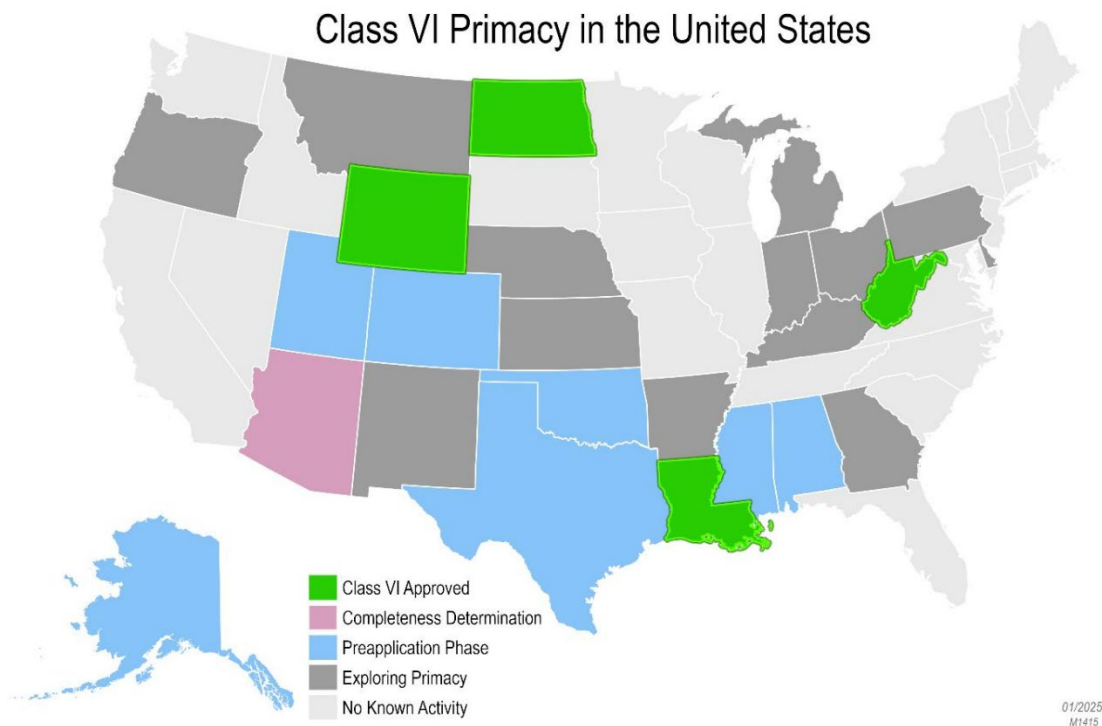 Class VI Primacy in the United States
Class VI Approved
Completeness Determination
Preapplication Phase
Exploring Primacy
No Known Activity
01/2025
M1415